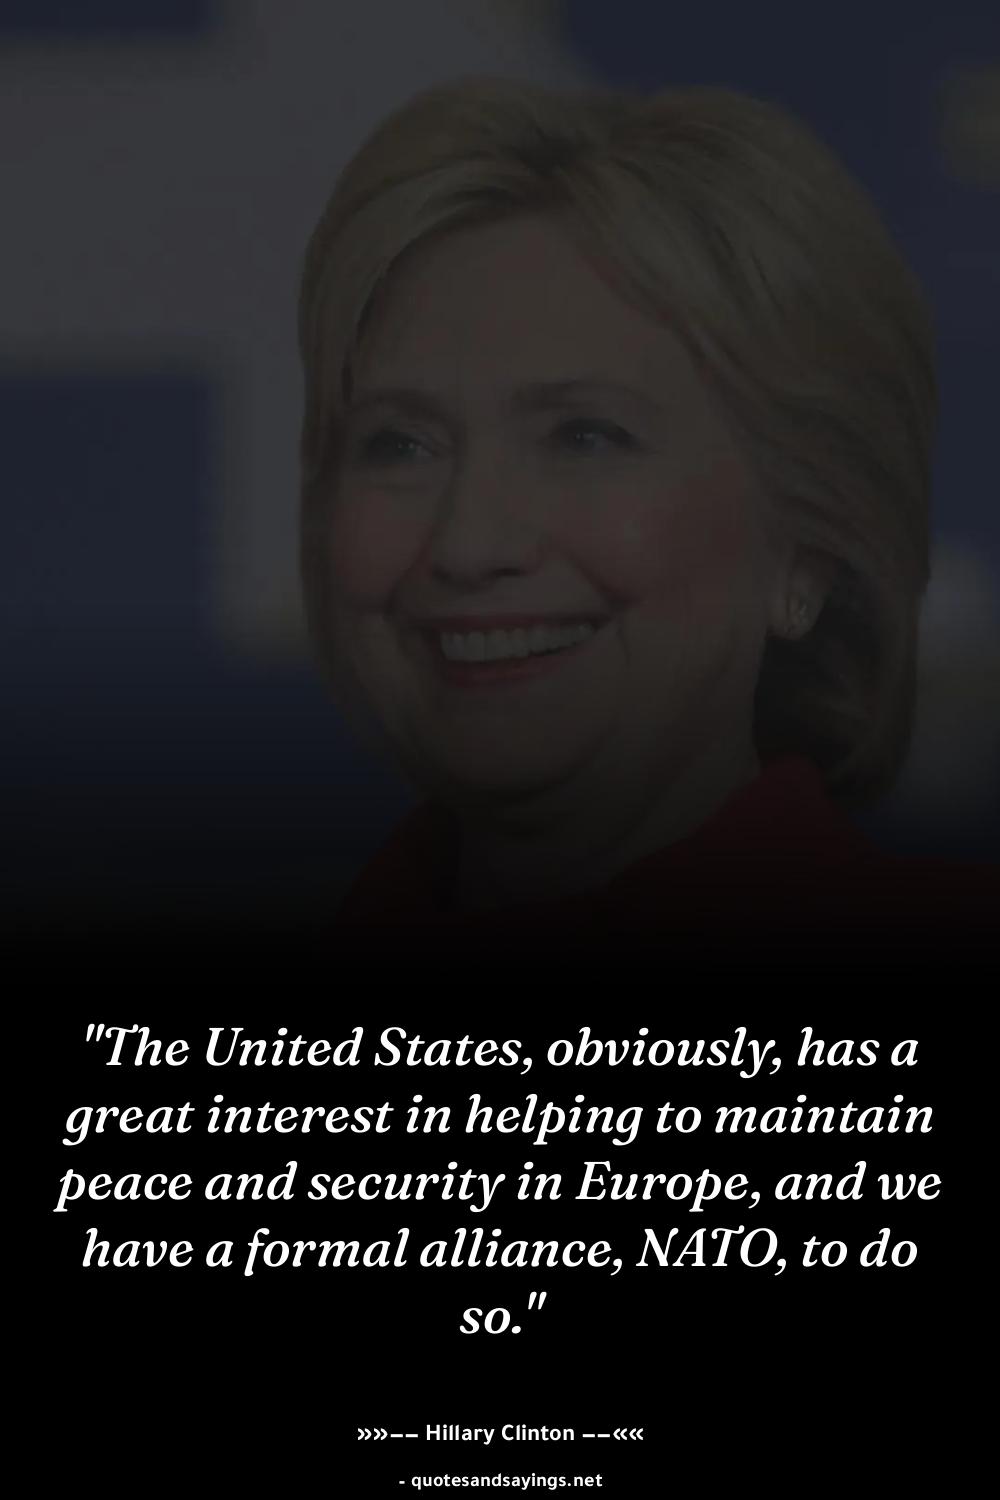 "The United States, obviously, has a
great interest in helping to maintain
peace and security in Europe, and we
have a formal alliance, NATO, to do
so."
»»−− Hillary Clinton −−««
- quotesandsayings.net